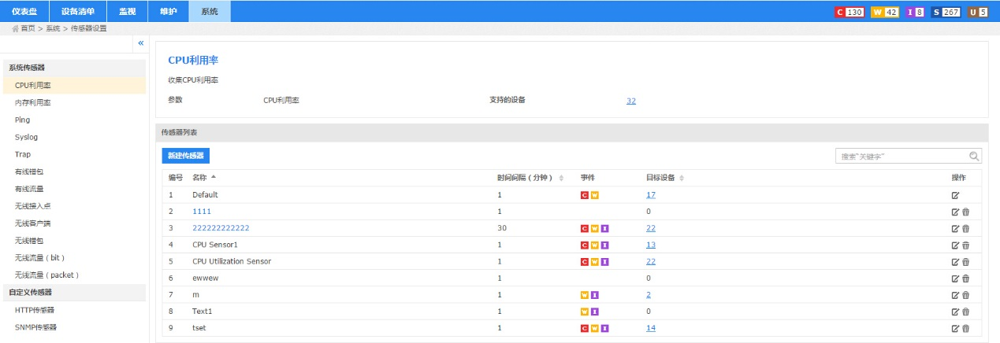 仪表盘 设备清单 监视 维护 系统 C 130 W 42 I 8 S 267 U 5
首页 > 系统 > 传感器设置
«
系统传感器
CPU利用率
内存利用率
Ping
Syslog
Trap
有线错包
有线流量
无线接入点
无线客户端
无线错包
无线流量 ( bit )
无线流量 ( packet )
自定义传感器
HTTP传感器
SNMP传感器
CPU利用率
收集CPU利用率
参数 CPU利用率 支持的设备 32
传感器列表
新建传感器 搜索"关键字"
编号 名称 时间间隔（分钟） 事件 目标设备 操作
1 Default 1 C W 17
2 1111 1 0
3 222222222222 30 C W I 22
4 CPU Sensor1 1 C W I 13
5 CPU Utilization Sensor 1 C W I 22
6 ewwew 1 0
7 m 1 W I 2
8 Text1 1 W I 0
9 tset 1 C W I 14